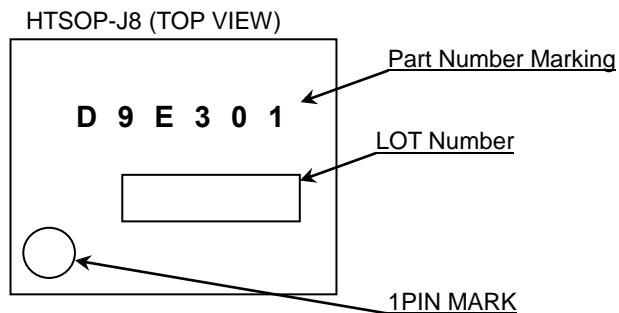 HTSOP-J8 (TOP VIEW)
Part Number Marking
D 9 E 3 0 1
LOT Number
1PIN MARK